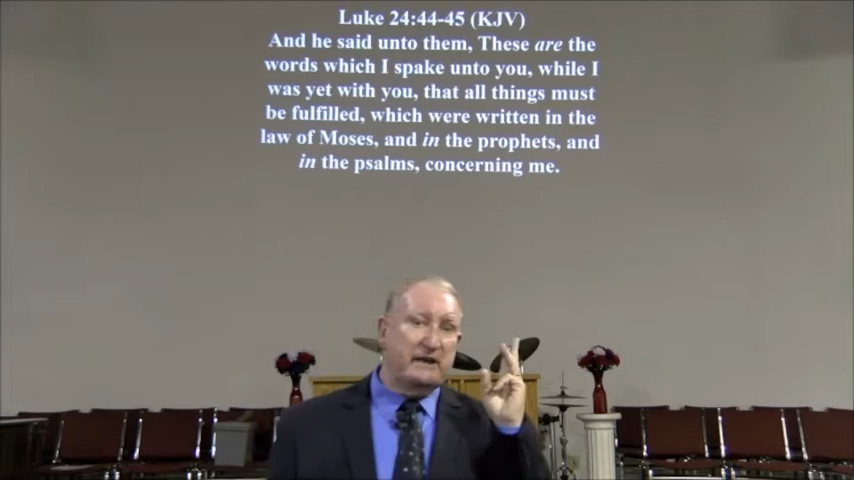 Luke 24:44-45 (KJV)
And he said unto them, These are the
words which I spake unto you, while I
was yet with you, that all things must
be fulfilled, which were written in the
law of Moses, and in the prophets, and
in the psalms, concerning me.